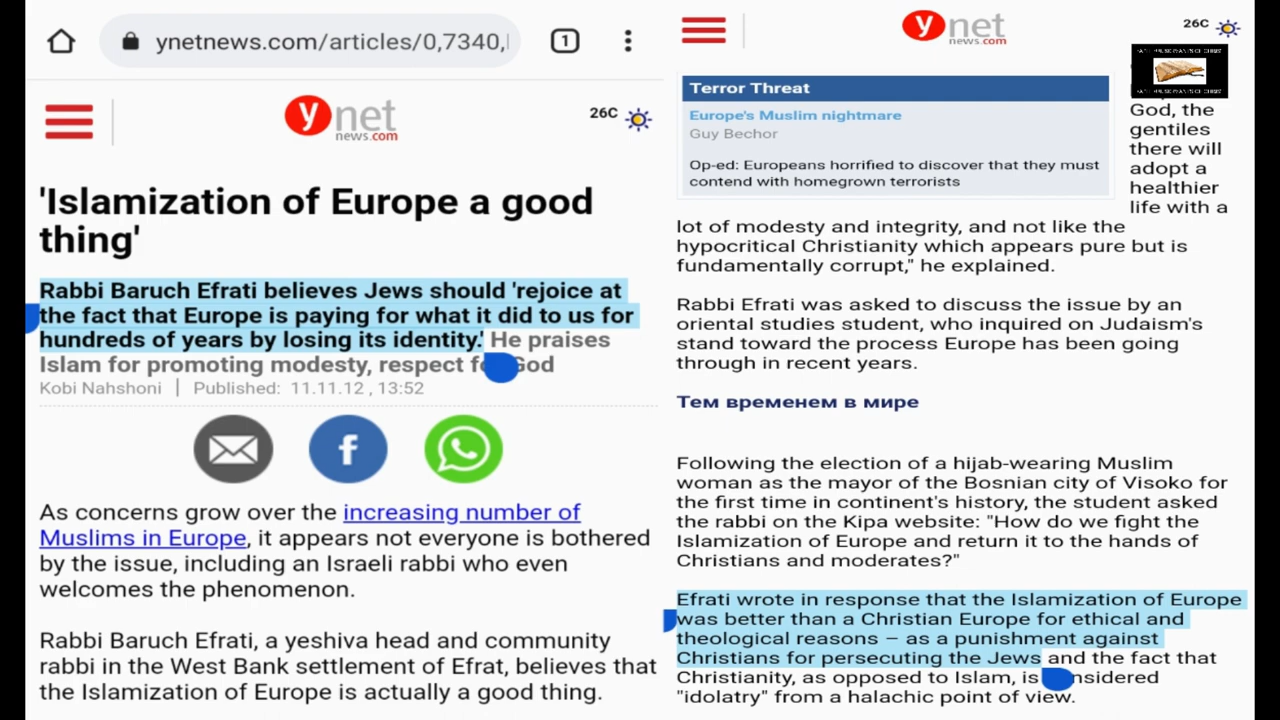 ynetnews.com/articles/0,7340,
1
ynet
news.com
26C
'Islamization of Europe a good
thing'
Rabbi Baruch Efrati believes Jews should 'rejoice at
the fact that Europe is paying for what it did to us for
hundreds of years by losing its identity.' He praises
Islam for promoting modesty, respect God
Kobi Nahshoni | Published: 11.11.12 , 13:52
f
As concerns grow over the increasing number of
Muslims in Europe, it appears not everyone is bothered
by the issue, including an Israeli rabbi who even
welcomes the phenomenon.
Rabbi Baruch Efrati, a yeshiva head and community
rabbi in the West Bank settlement of Efrat, believes that
the Islamization of Europe is actually a good thing.
ynet
news.com
26C
Terror Threat
Europe's Muslim nightmare
Guy Bechor
Op-ed: Europeans horrified to discover that they must
contend with homegrown terrorists
God, the
gentiles
there will
adopt a
healthier
life with a
lot of modesty and integrity, and not like the
hypocritical Christianity which appears pure but is
fundamentally corrupt," he explained.
Rabbi Efrati was asked to discuss the issue by an
oriental studies student, who inquired on Judaism's
stand toward the process Europe has been going
through in recent years.
Тем временем в мире
Following the election of a hijab-wearing Muslim
woman as the mayor of the Bosnian city of Visoko for
the first time in continent's history, the student asked
the rabbi on the Kipa website: "How do we fight the
Islamization of Europe and return it to the hands of
Christians and moderates?"
Efrati wrote in response that the Islamization of Europe
was better than a Christian Europe for ethical and
theological reasons – as a punishment against
Christians for persecuting the Jews and the fact that
Christianity, as opposed to Islam, is
"idolatry" from a halachic point of view.